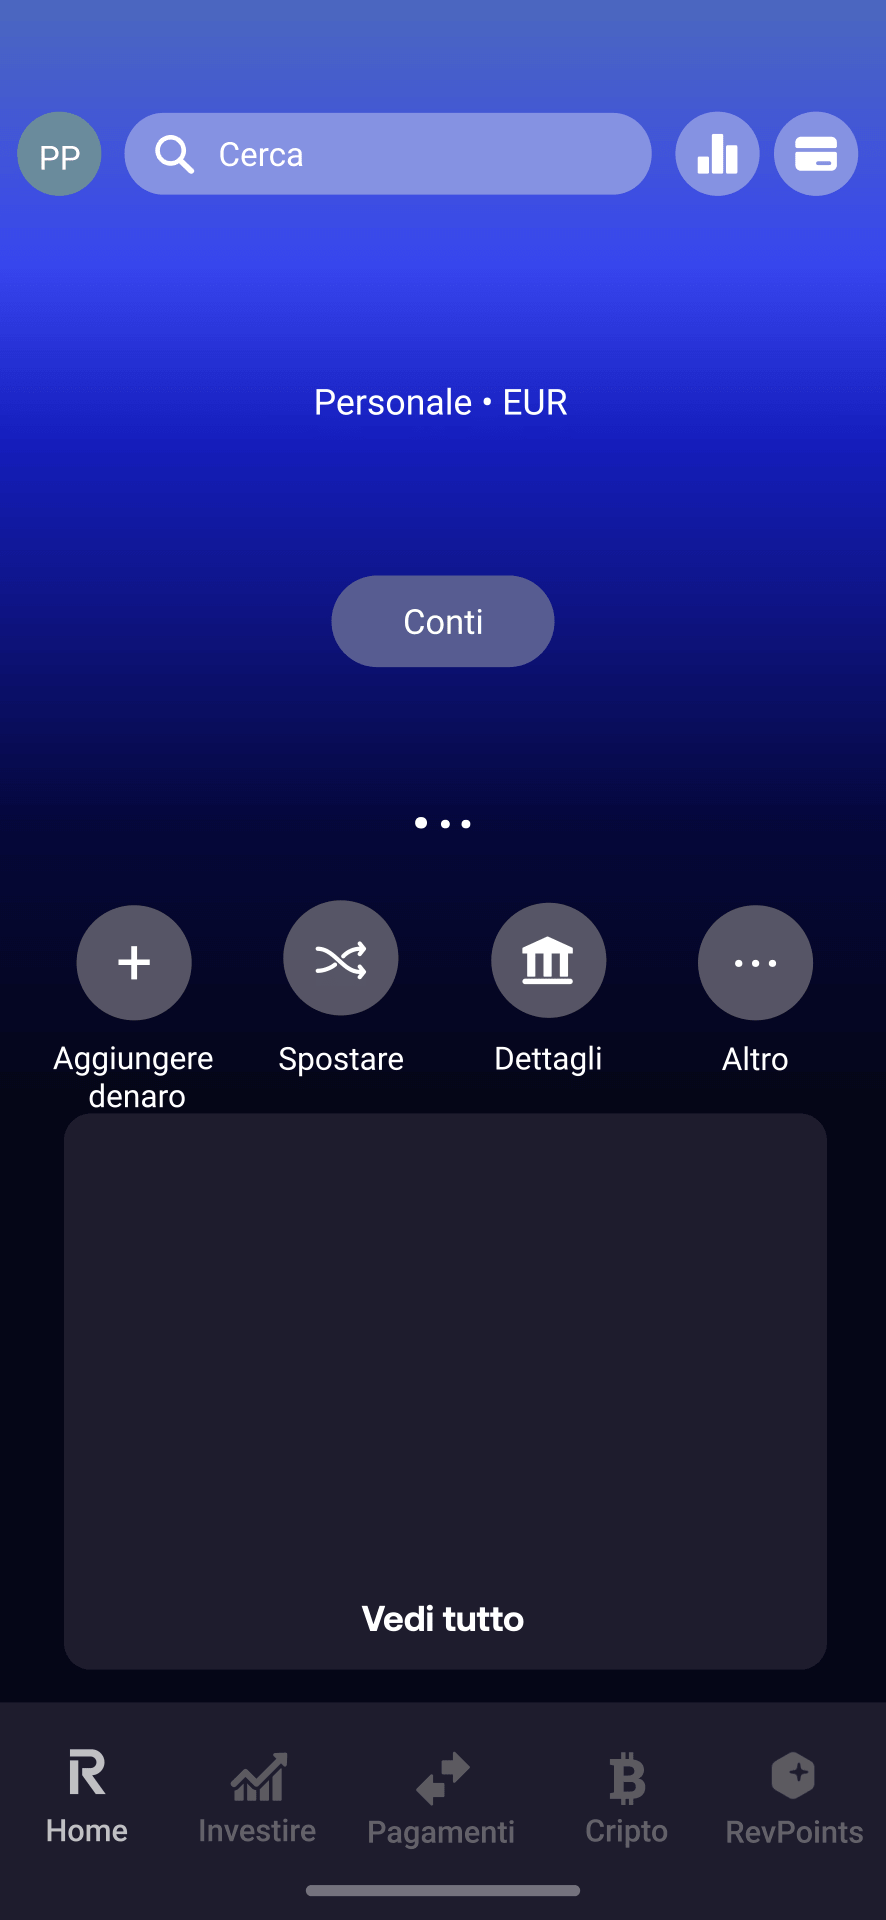 PP
Cerca
Personale • EUR
Conti
Aggiungere
denaro
Spostare
Dettagli
Altro
Vedi tutto
Home
Investire
Pagamenti
Cripto
RevPoints